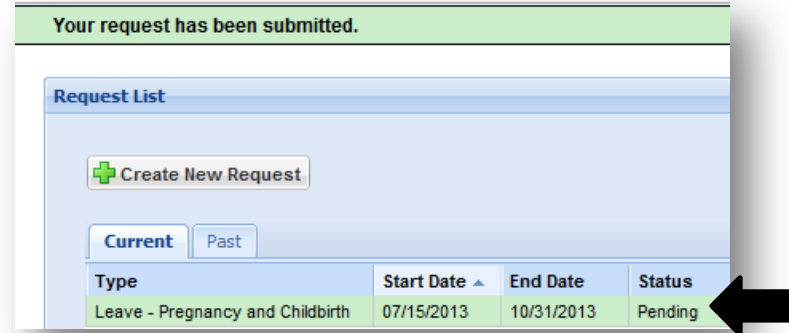 Your request has been submitted.
Request List
Create New Request
Current Past
Type Start Date End Date Status
Leave - Pregnancy and Childbirth 07/15/2013 10/31/2013 Pending